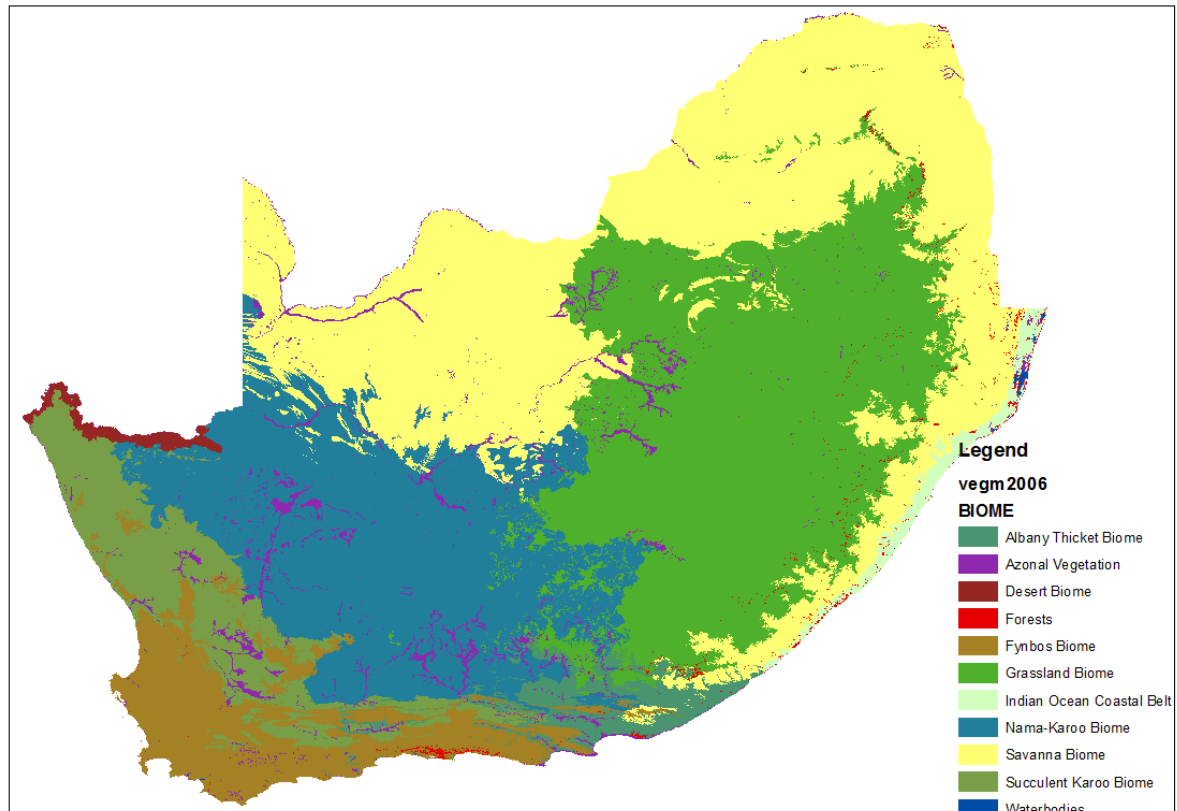 Legend
vegm2006
BIOME
Albany Thicket Biome
Azonal Vegetation
Desert Biome
Forests
Fynbos Biome
Grassland Biome
Indian Ocean Coastal Belt
Nama-Karoo Biome
Savanna Biome
Succulent Karoo Biome
Waterbodies